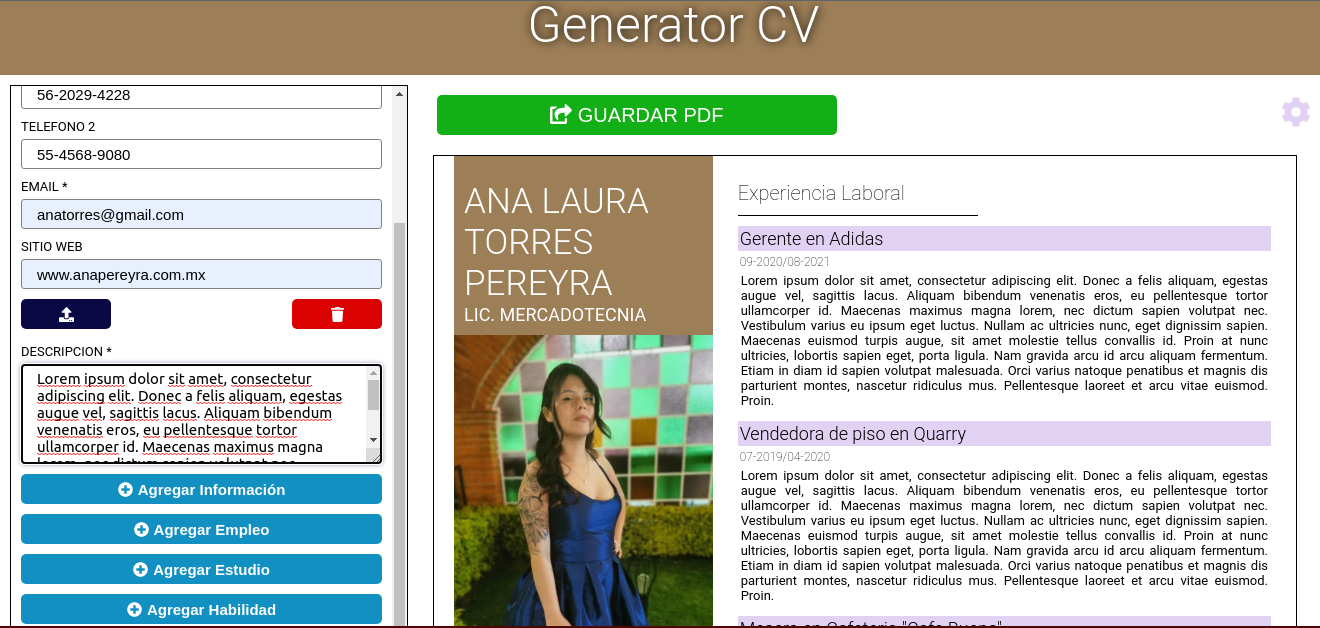 Generator CV
56-2029-4228
TELEFONO 2
55-4568-9080
EMAIL *
anatorres@gmail.com
SITIO WEB
www.anapereyra.com.mx
DESCRIPCION *
Lorem ipsum dolor sit amet, consectetur
adipiscing elit. Donec a felis aliquam, egestas
augue vel, sagittis lacus. Aliquam bibendum
venenatis eros, eu pellentesque tortor
ullamcorper id. Maecenas maximus magna
lorem, nec dictum sapien volutpat nec.
Agregar Información
Agregar Empleo
Agregar Estudio
Agregar Habilidad
GUARDAR PDF
ANA LAURA
TORRES
PEREYRA
LIC. MERCADOTECNIA
Experiencia Laboral
Gerente en Adidas
09-2020/08-2021
Lorem ipsum dolor sit amet, consectetur adipiscing elit. Donec a felis aliquam, egestas
augue vel, sagittis lacus. Aliquam bibendum venenatis eros, eu pellentesque tortor
ullamcorper id. Maecenas maximus magna lorem, nec dictum sapien volutpat nec.
Vestibulum varius eu ipsum eget luctus. Nullam ac ultricies nunc, eget dignissim sapien.
Maecenas euismod turpis augue, sit amet molestie tellus convallis id. Proin at nunc
ultricies, lobortis sapien eget, porta ligula. Nam gravida arcu id arcu aliquam fermentum.
Etiam in diam id sapien volutpat malesuada. Orci varius natoque penatibus et magnis dis
parturient montes, nascetur ridiculus mus. Pellentesque laoreet et arcu vitae euismod.
Proin.
Vendedora de piso en Quarry
07-2019/04-2020
Lorem ipsum dolor sit amet, consectetur adipiscing elit. Donec a felis aliquam, egestas
augue vel, sagittis lacus. Aliquam bibendum venenatis eros, eu pellentesque tortor
ullamcorper id. Maecenas maximus magna lorem, nec dictum sapien volutpat nec.
Vestibulum varius eu ipsum eget luctus. Nullam ac ultricies nunc, eget dignissim sapien.
Maecenas euismod turpis augue, sit amet molestie tellus convallis id. Proin at nunc
ultricies, lobortis sapien eget, porta ligula. Nam gravida arcu id arcu aliquam fermentum.
Etiam in diam id sapien volutpat malesuada. Orci varius natoque penatibus et magnis dis
parturient montes, nascetur ridiculus mus. Pellentesque laoreet et arcu vitae euismod.
Proin.
Mesera en Cafeteria "Cafe Bueno"